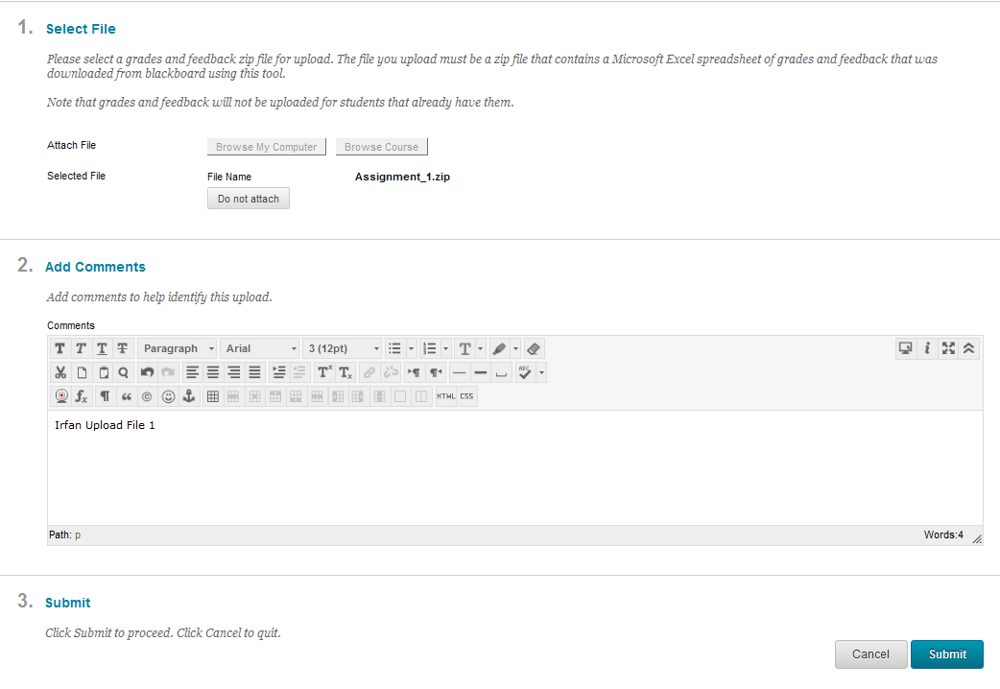 1. Select File
Please select a grades and feedback zip file for upload. The file you upload must be a zip file that contains a Microsoft Excel spreadsheet of grades and feedback that was
downloaded from blackboard using this tool.
Note that grades and feedback will not be uploaded for students that already have them.
Attach File Browse My Computer Browse Course
Selected File File Name Assignment_1.zip
Do not attach
2. Add Comments
Add comments to help identify this upload.
Comments
T T T T Paragraph Arial 3 (12pt) T i
T× T× ABC
fx ¶ “ © HTML CSS
Irfan Upload File 1
Path: p Words:4
3. Submit
Click Submit to proceed. Click Cancel to quit.
Cancel Submit